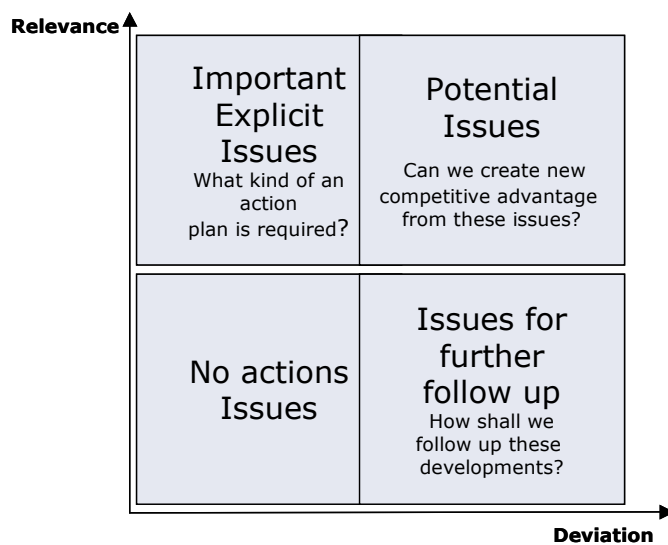 Relevance
Important
Explicit
Issues
What kind of an
action
plan is required?
Potential
Issues
Can we create new
competitive advantage
from these issues?
No actions
Issues
Issues for
further
follow up
How shall we
follow up these
developments?
Deviation